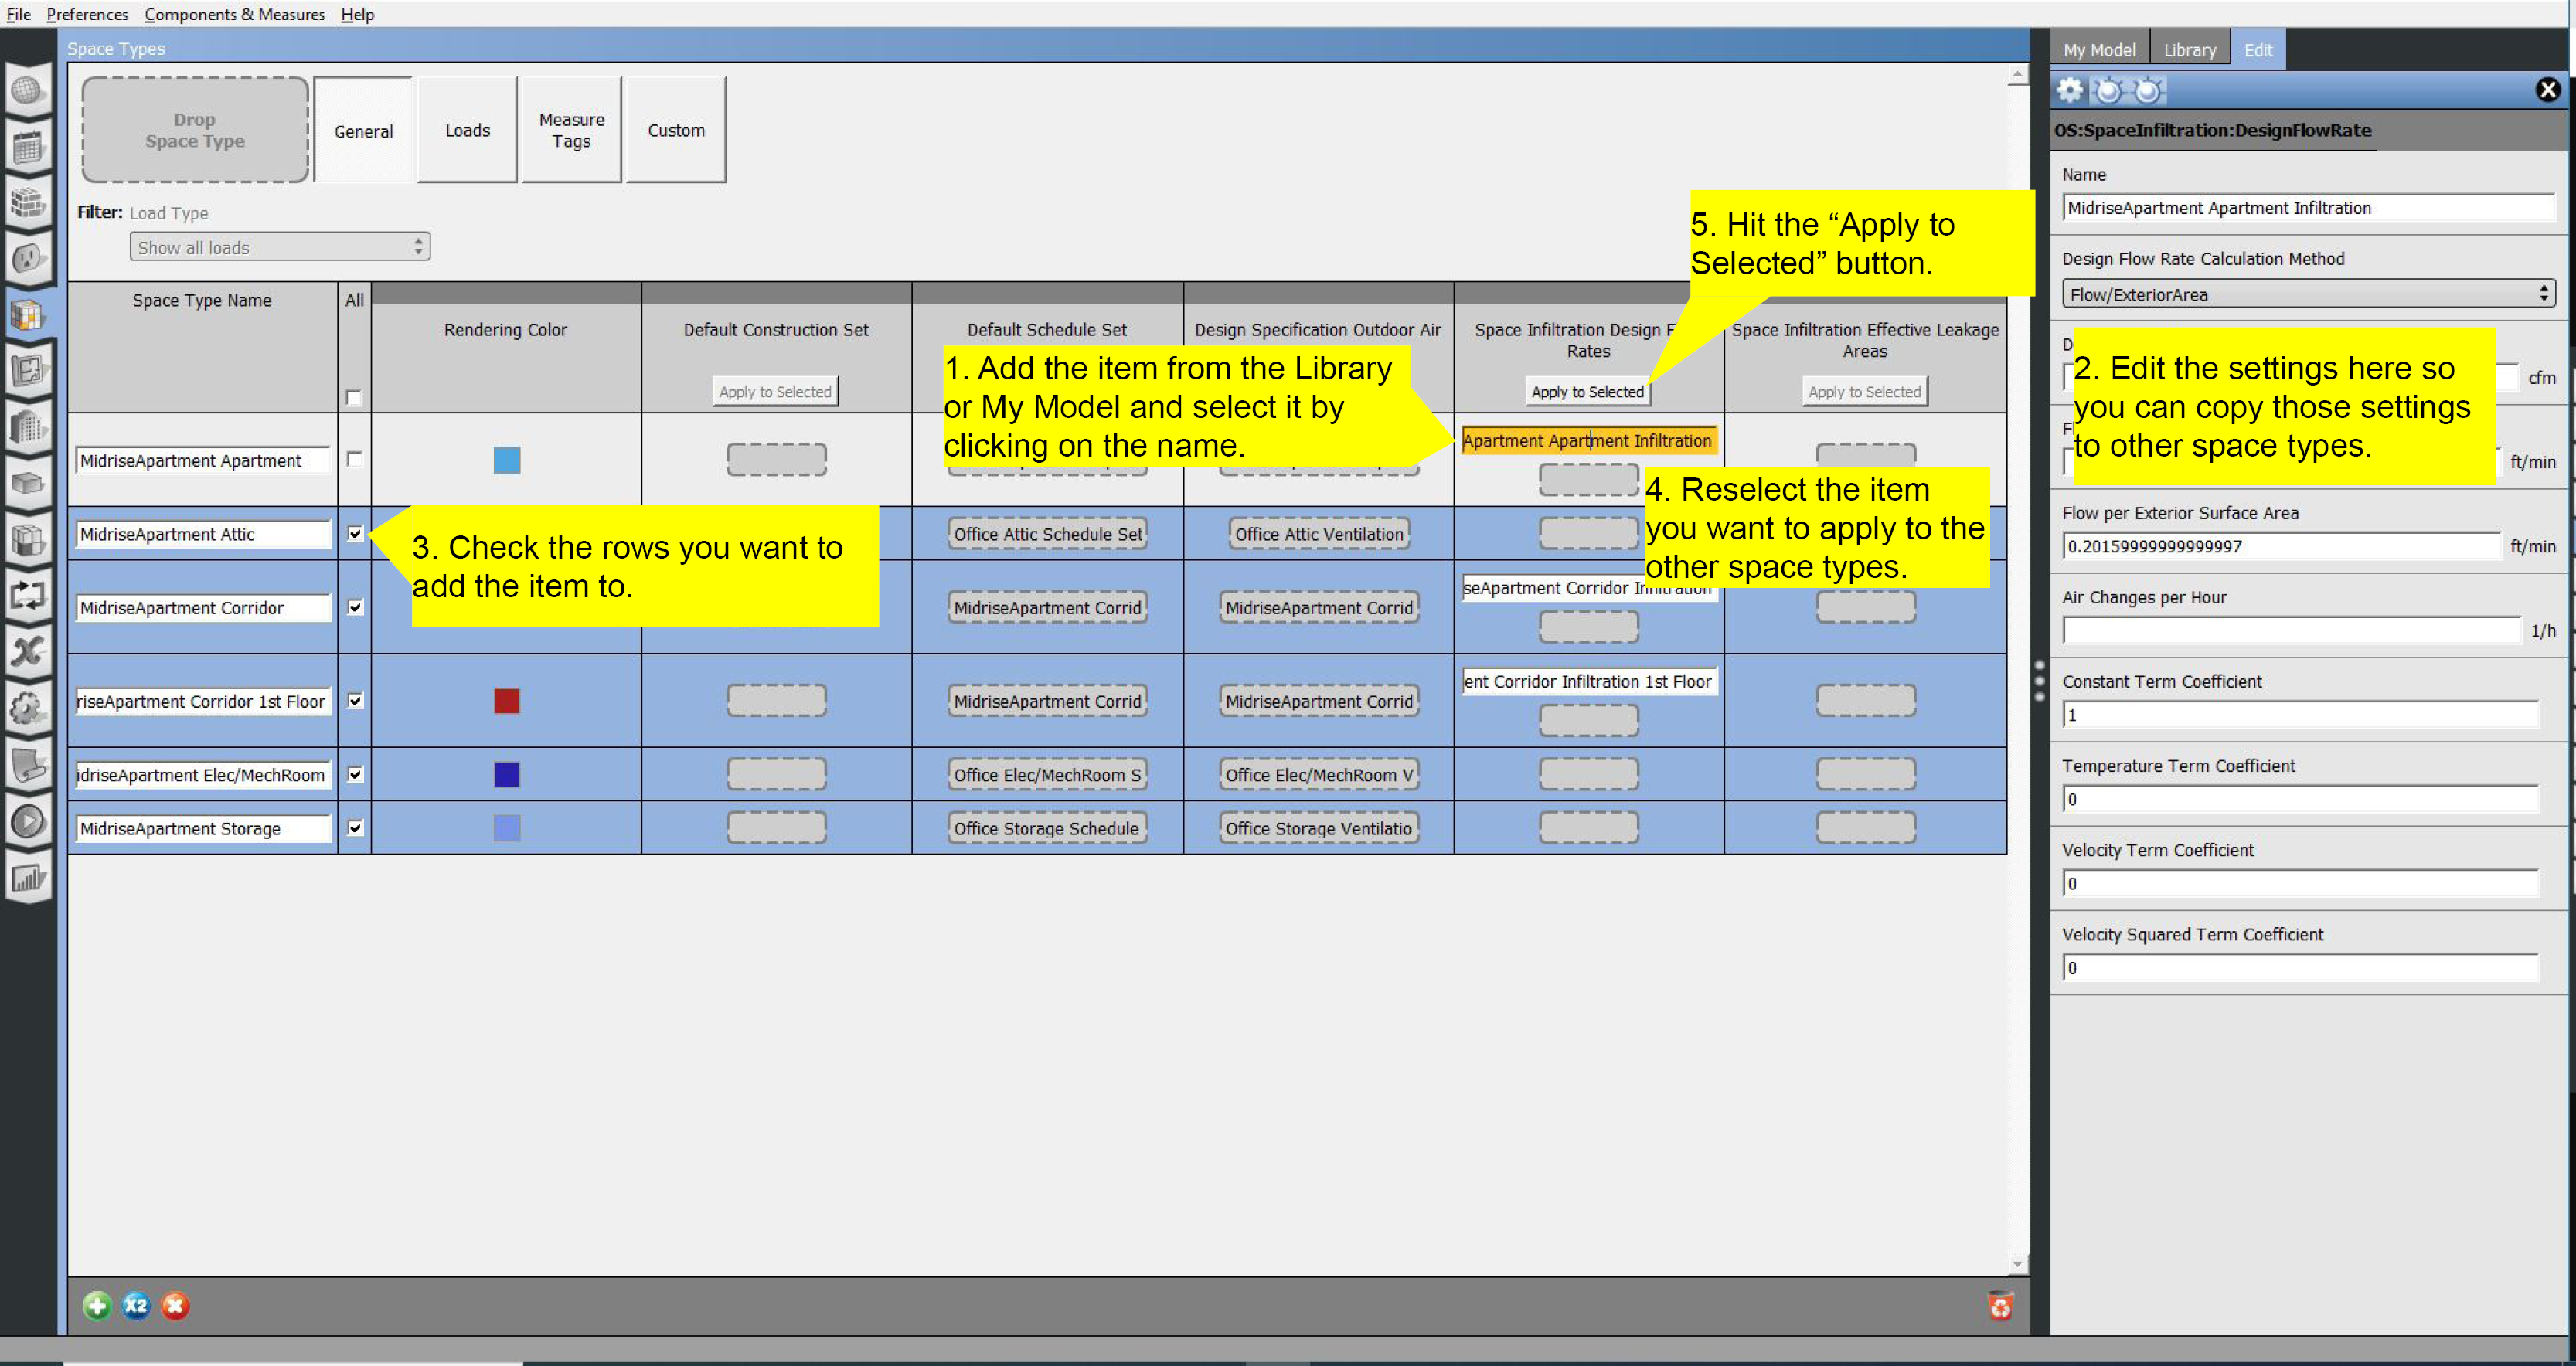 File Preferences Components & Measures Help
Space Types
My Model Library Edit
Drop
Space Type
General
Loads
Measure
Tags
Custom
Filter: Load Type
Show all loads
OS:SpaceInfiltration:DesignFlowRate
Name
MidriseApartment Apartment Infiltration
Design Flow Rate Calculation Method
Flow/ExteriorArea
D
cfm
F
ft/min
Flow per Exterior Surface Area
0.20159999999999997 ft/min
Air Changes per Hour
1/h
Constant Term Coefficient
1
Temperature Term Coefficient
0
Velocity Term Coefficient
0
Velocity Squared Term Coefficient
0
5. Hit the “Apply to
Selected” button.
Space Type Name
All
Rendering Color
Default Construction Set
Apply to Selected
Default Schedule Set
Design Specification Outdoor Air
Space Infiltration Design F
Rates
Apply to Selected
Space Infiltration Effective Leakage
Areas
Apply to Selected
1. Add the item from the Library
or My Model and select it by
clicking on the name.
2. Edit the settings here so
you can copy those settings
to other space types.
3. Check the rows you want to
add the item to.
4. Reselect the item
you want to apply to the
other space types.
MidriseApartment Apartment
Apartment Apartment Infiltration
MidriseApartment Attic
Office Attic Schedule Set
Office Attic Ventilation
MidriseApartment Corridor
MidriseApartment Corrid
MidriseApartment Corrid
seApartment Corridor Infiltration
riseApartment Corridor 1st Floor
MidriseApartment Corrid
MidriseApartment Corrid
ent Corridor Infiltration 1st Floor
idriseApartment Elec/MechRoom
Office Elec/MechRoom S
Office Elec/MechRoom V
MidriseApartment Storage
Office Storage Schedule
Office Storage Ventilatio
X2